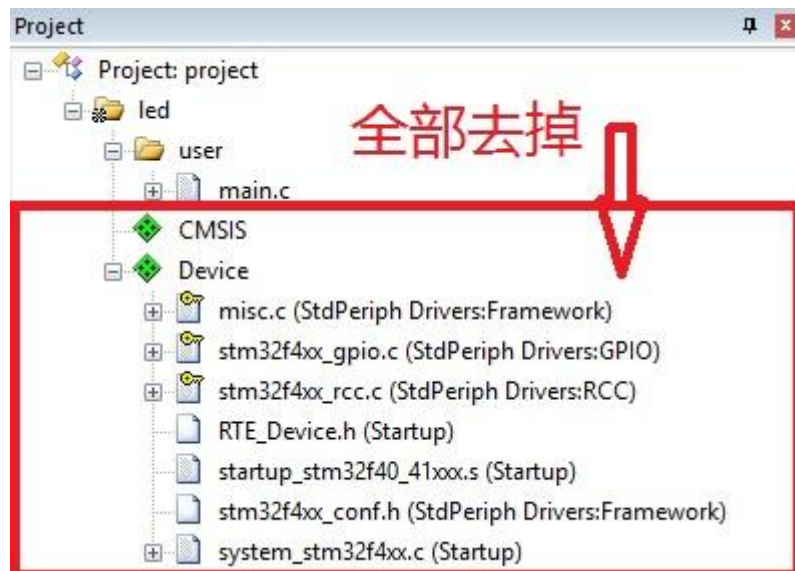 Project
Project: project
led
全部去掉
user
main.c
CMSIS
Device
misc.c (StdPeriph Drivers:Framework)
stm32f4xx_gpio.c (StdPeriph Drivers:GPIO)
stm32f4xx_rcc.c (StdPeriph Drivers:RCC)
RTE_Device.h (Startup)
startup_stm32f40_41xxx.s (Startup)
stm32f4xx_conf.h (StdPeriph Drivers:Framework)
system_stm32f4xx.c (Startup)